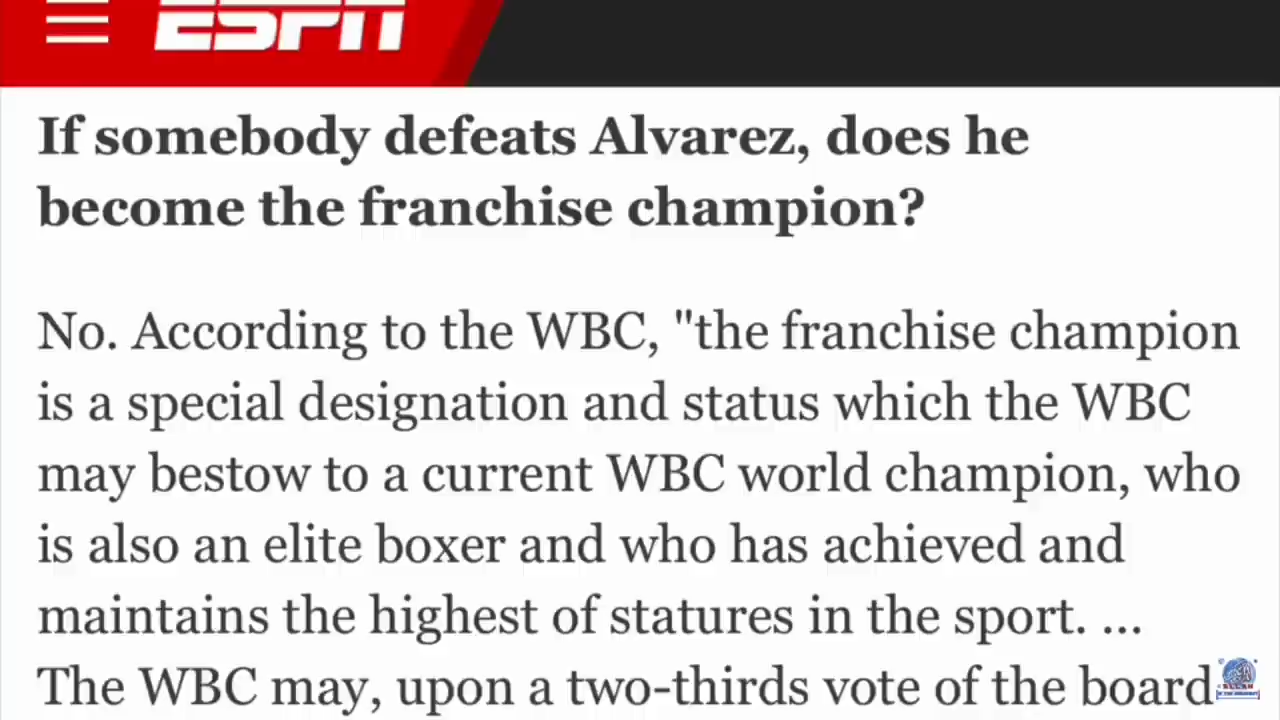 ESPN
If somebody defeats Alvarez, does he
become the franchise champion?
No. According to the WBC, "the franchise champion
is a special designation and status which the WBC
may bestow to a current WBC world champion, who
is also an elite boxer and who has achieved and
maintains the highest of statures in the sport. ...
The WBC may, upon a two-thirds vote of the board